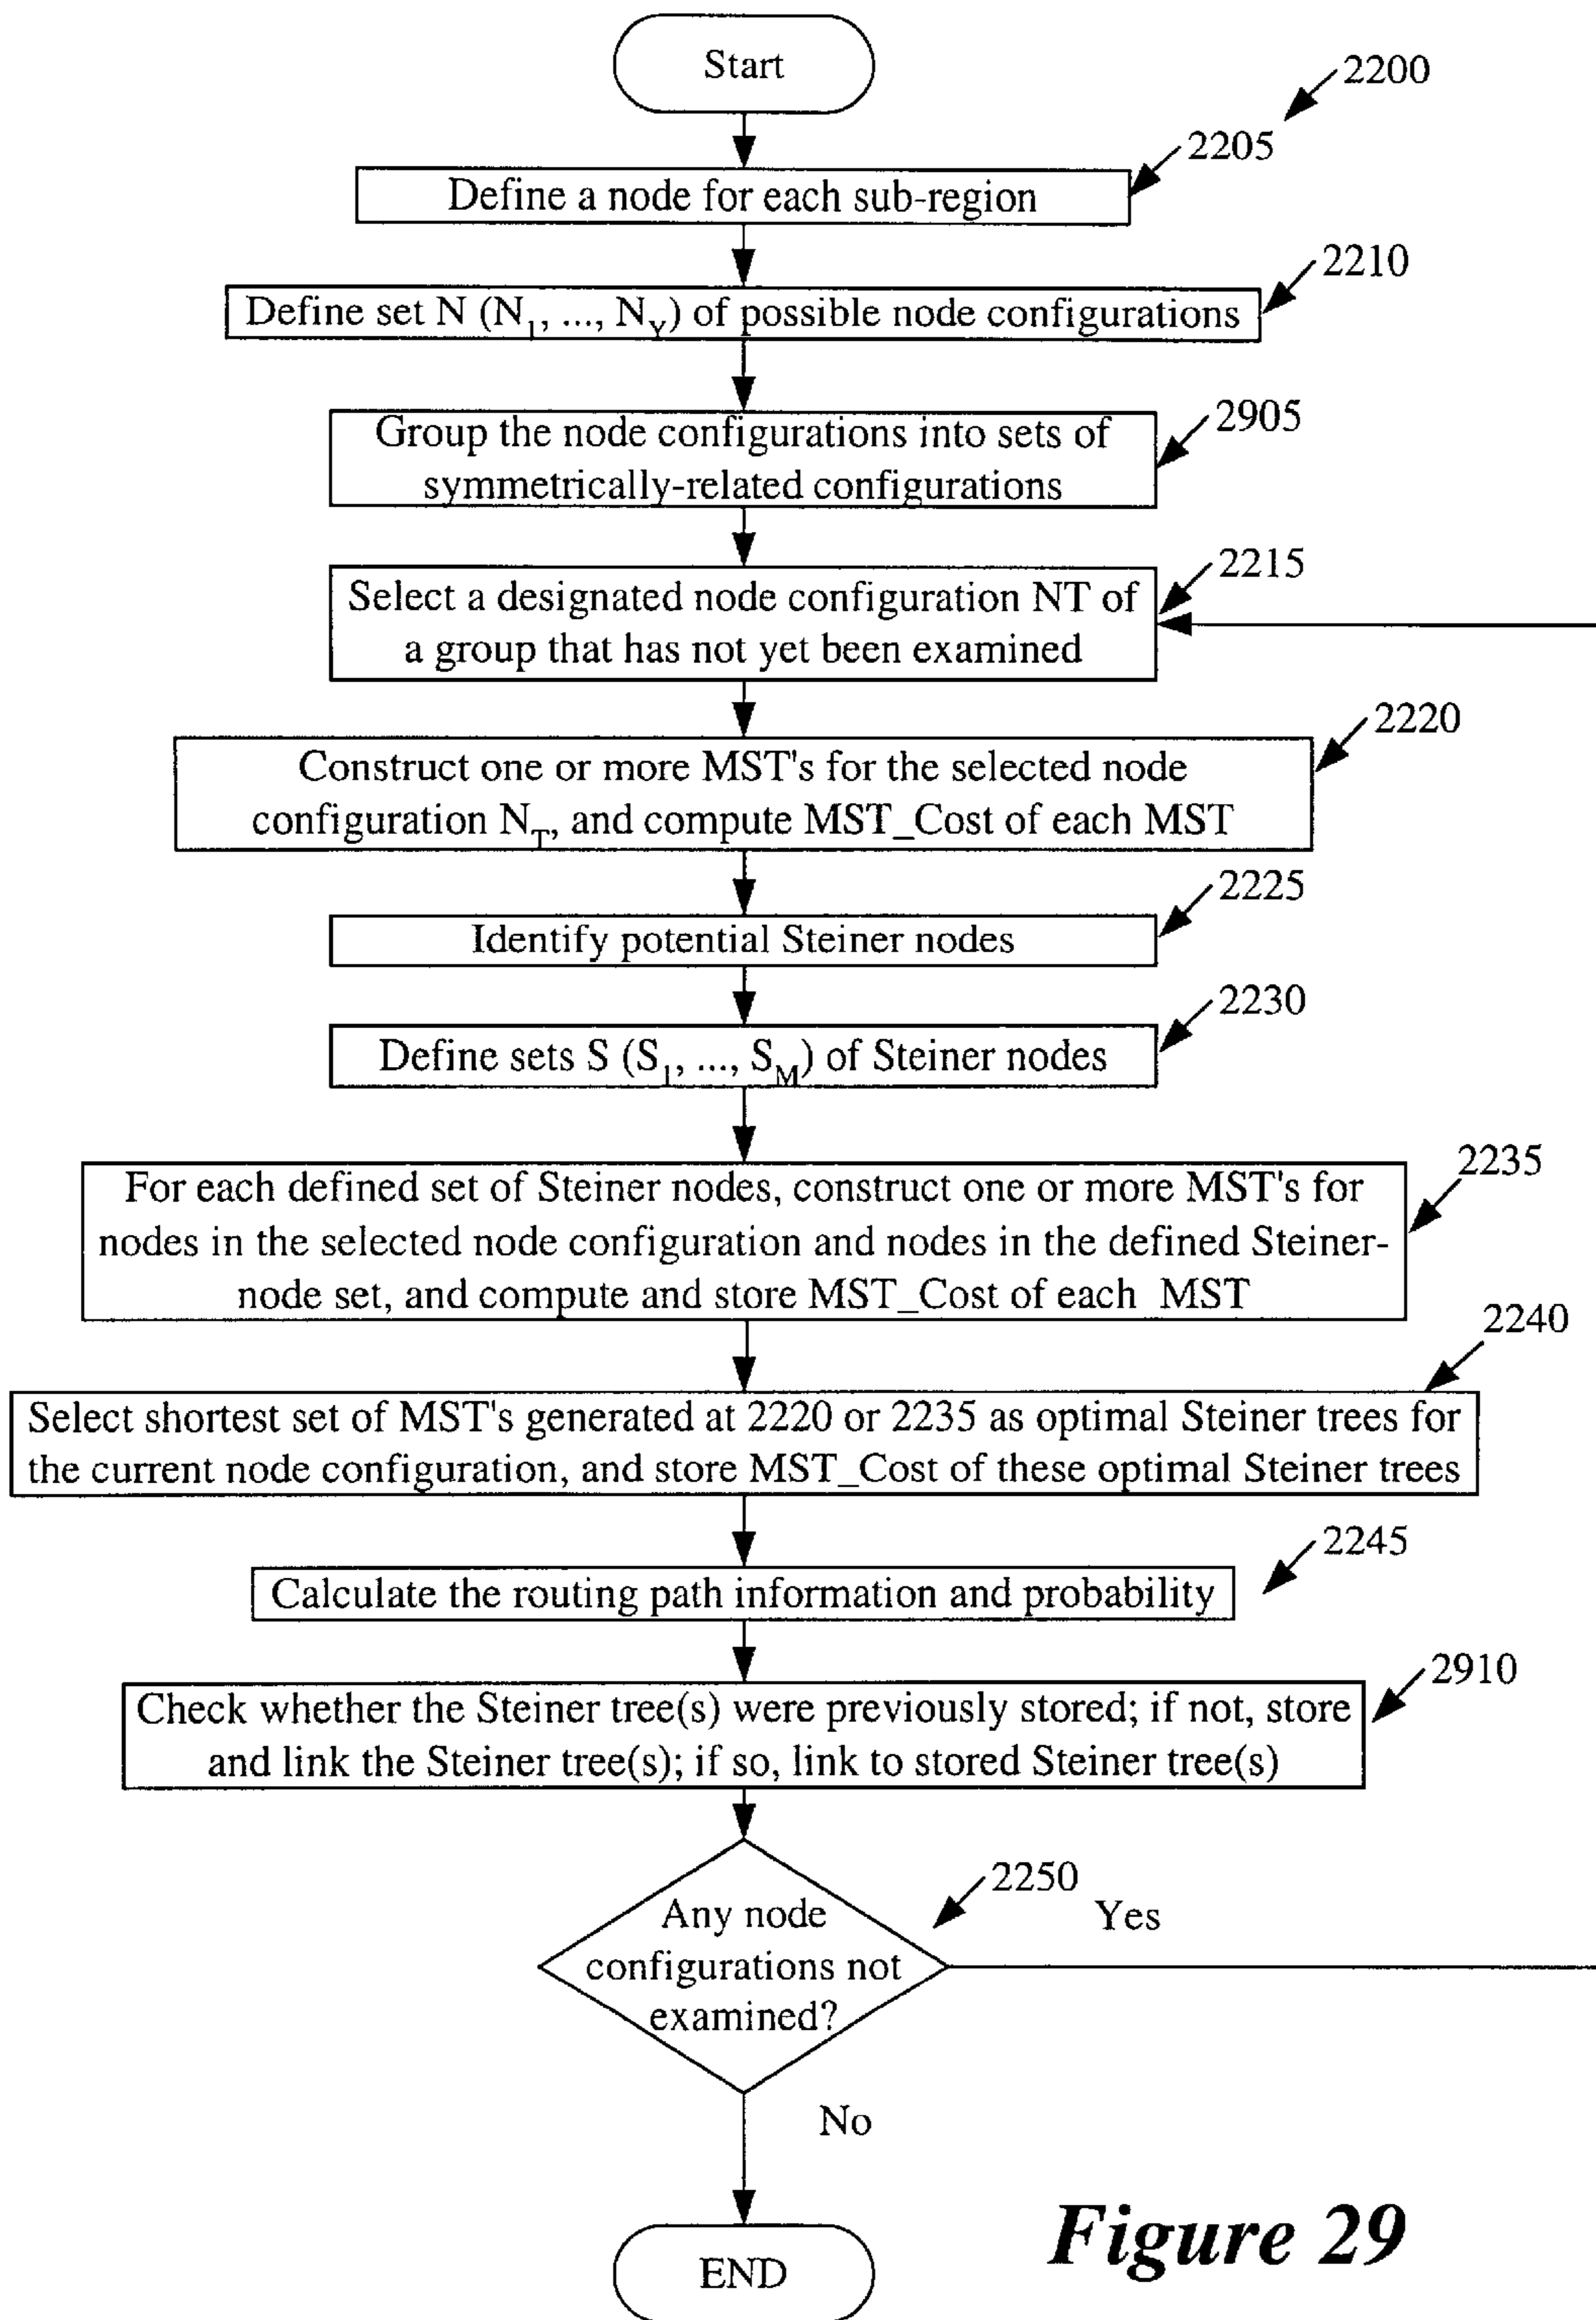 Start
2200
2205
Define a node for each sub-region
2210
Define set N (N1, ..., NY) of possible node configurations
2905
Group the node configurations into sets of
symmetrically-related configurations
2215
Select a designated node configuration NT of
a group that has not yet been examined
2220
Construct one or more MST's for the selected node
configuration NT, and compute MST_Cost of each MST
2225
Identify potential Steiner nodes
2230
Define sets S (S1, ..., SM) of Steiner nodes
2235
For each defined set of Steiner nodes, construct one or more MST's for
nodes in the selected node configuration and nodes in the defined Steiner-
node set, and compute and store MST_Cost of each MST
2240
Select shortest set of MST's generated at 2220 or 2235 as optimal Steiner trees for
the current node configuration, and store MST_Cost of these optimal Steiner trees
2245
Calculate the routing path information and probability
2910
Check whether the Steiner tree(s) were previously stored; if not, store
and link the Steiner tree(s); if so, link to stored Steiner tree(s)
2250
Yes
Any node
configurations not
examined?
No
END
Figure 29